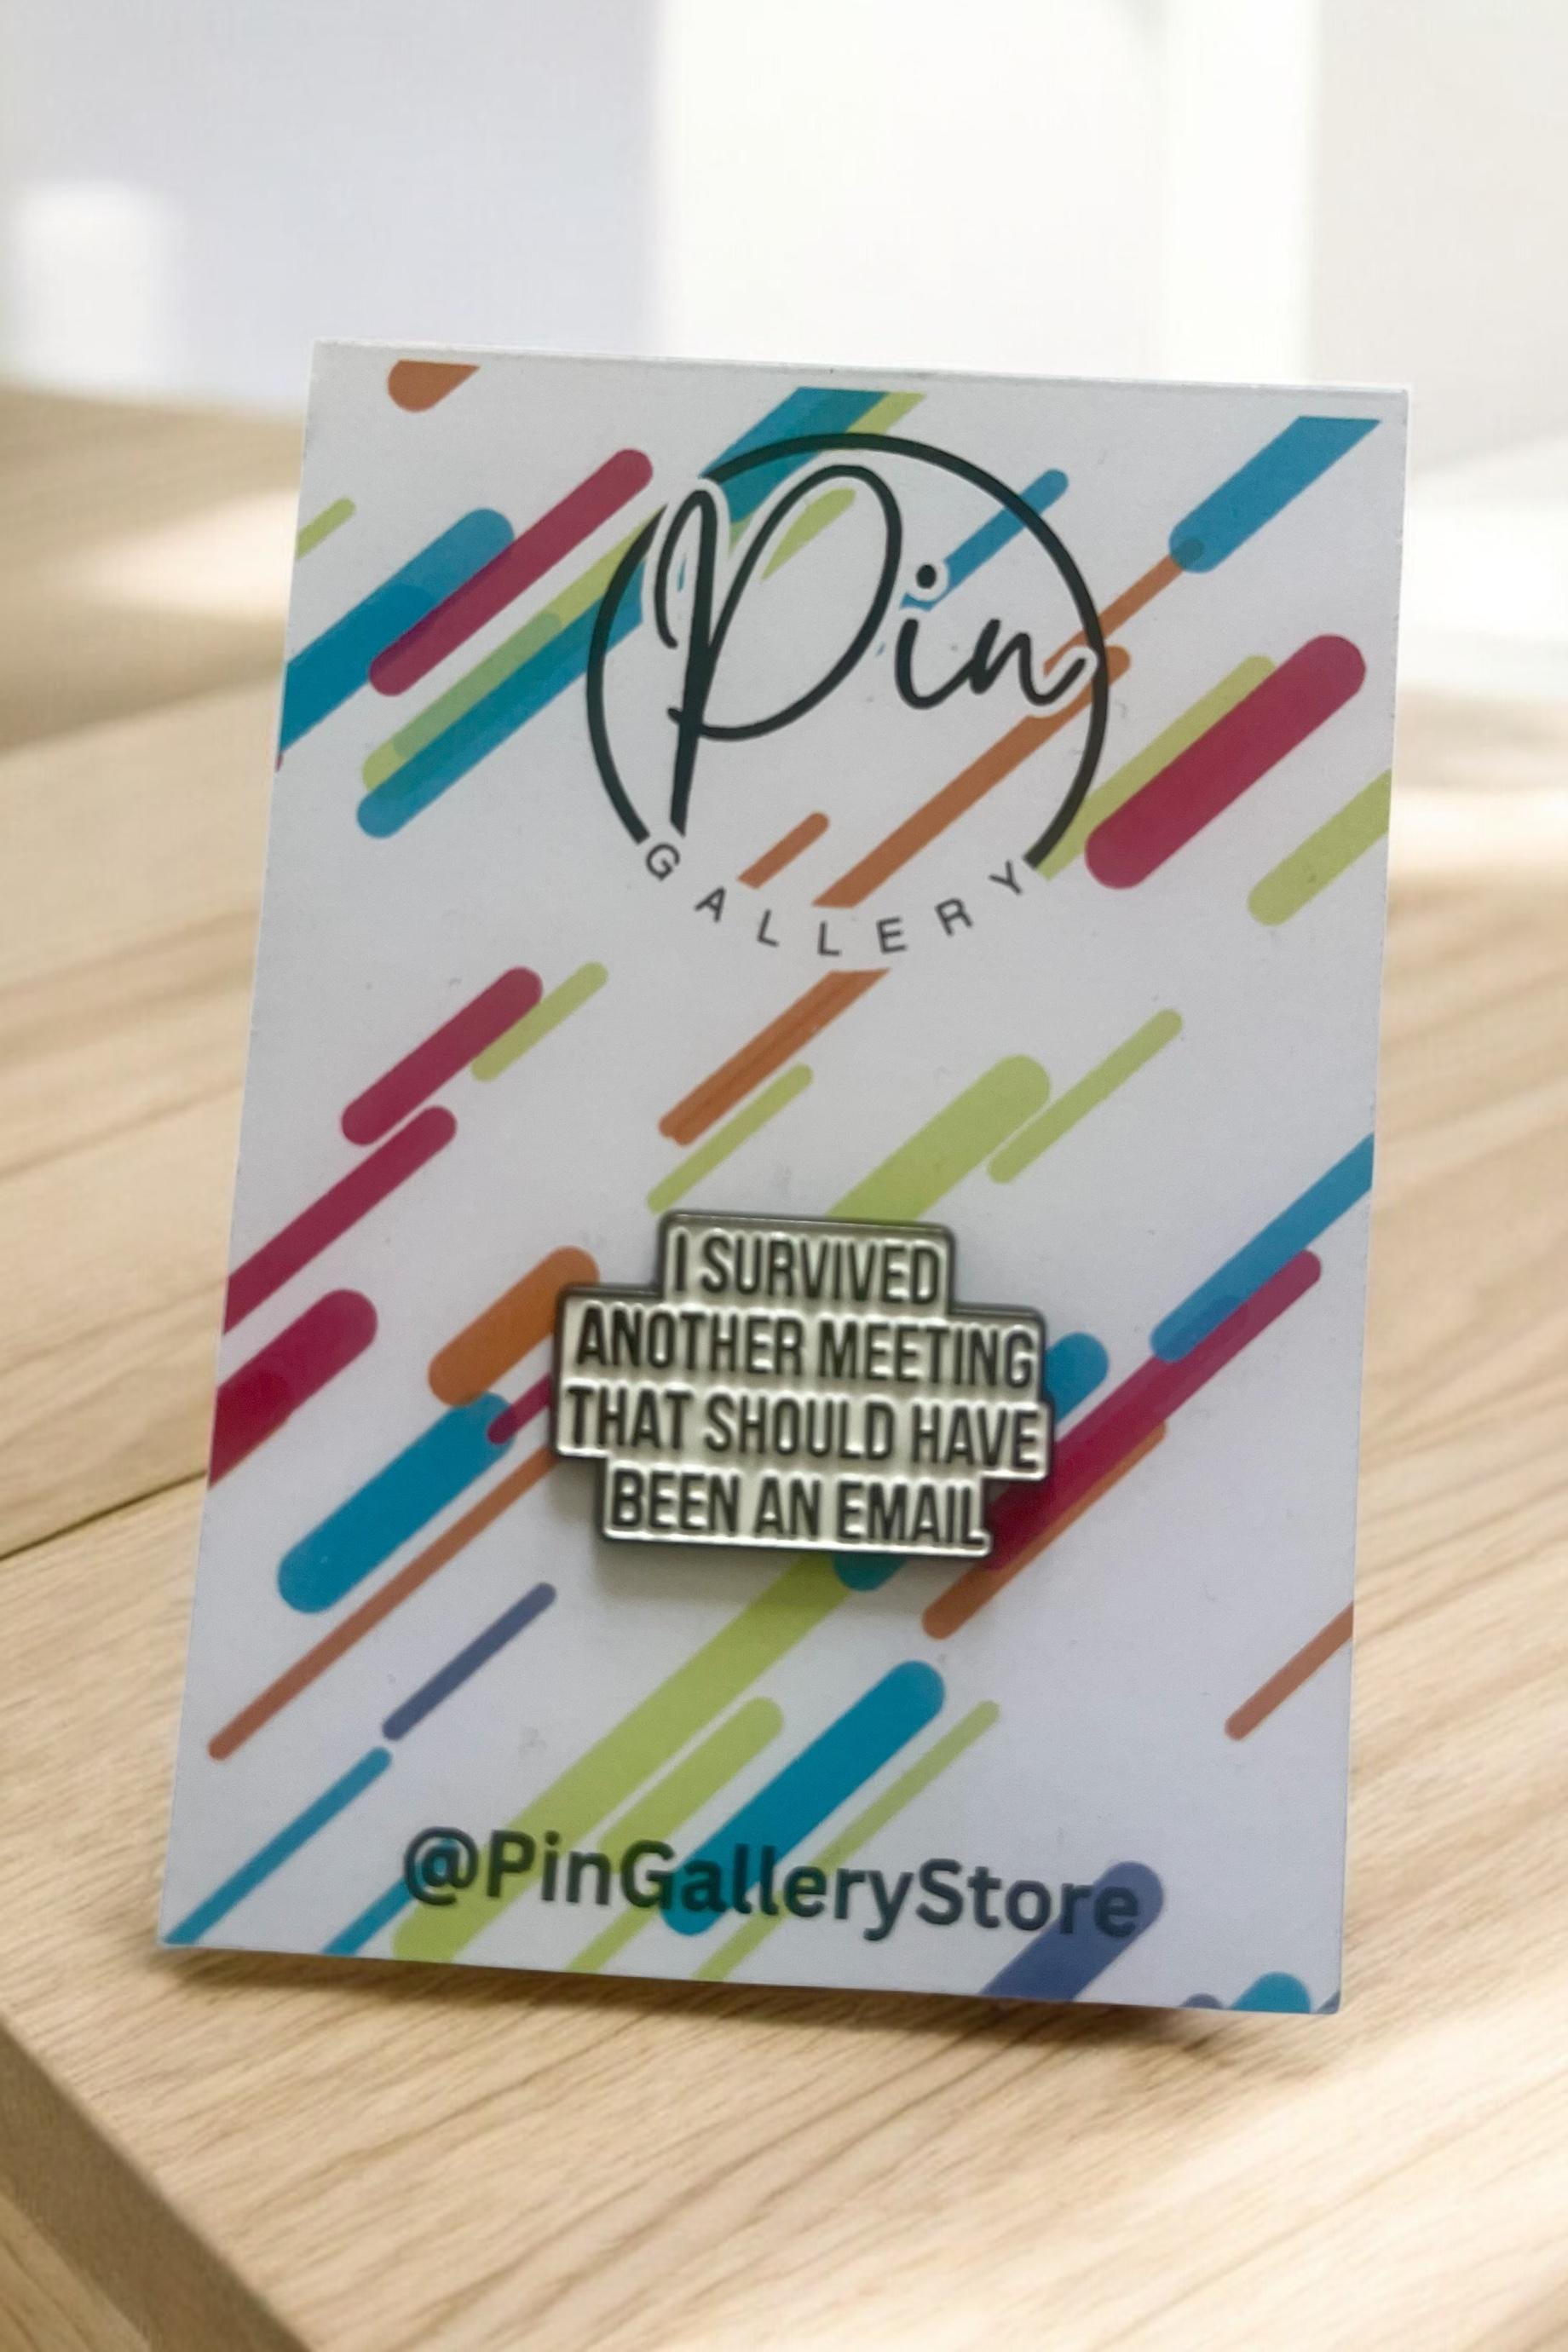 Pin
GALLERY
I SURVIVED
ANOTHER MEETING
THAT SHOULD HAVE
BEEN AN EMAIL
@PinGalleryStore